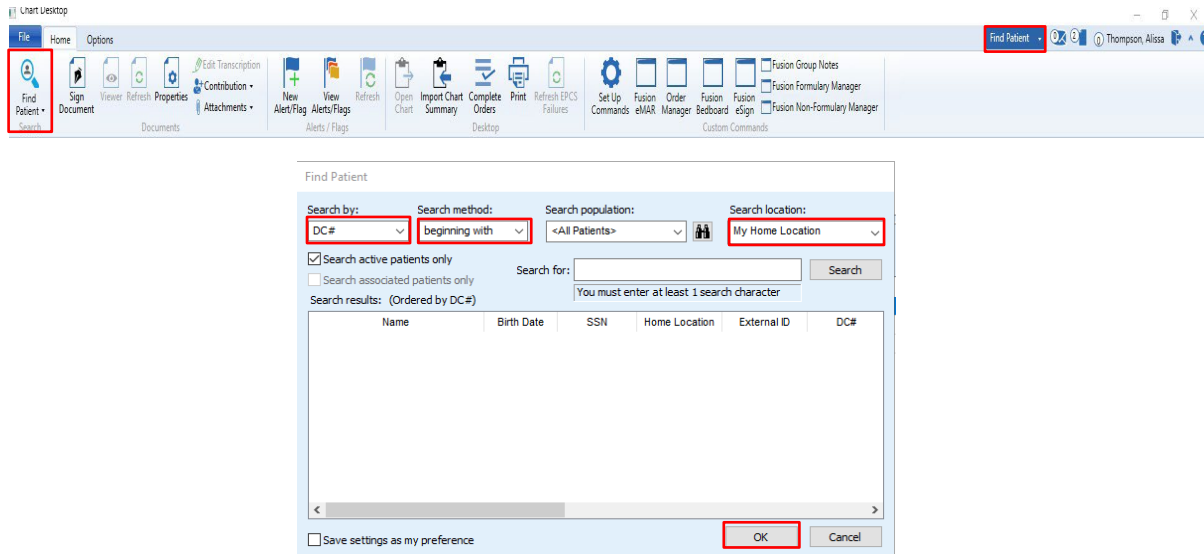 Chart Desktop
File Home Options
Find Patient
0 2 0 Thompson, Alissa
Find Patient
Sign Document
Viewer
Refresh
Properties
Edit Transcription
Contribution
Attachments
New Alert/Flag
View Alerts/Flags
Refresh
Open Chart
Import Chart Summary
Complete Orders
Print
Refresh EPCS Failures
Set Up Commands
Fusion eMAR
Order Manager
Fusion Bedboard
Fusion eSign
Fusion Group Notes
Fusion Formulary Manager
Fusion Non-Formulary Manager
Search Documents Alerts / Flags Desktop Custom Commands
Find Patient
Search by: Search method: Search population: Search location:
DC# beginning with <All Patients> My Home Location
Search active patients only
Search for: Search
Search associated patients only
You must enter at least 1 search character
Search results: (Ordered by DC#)
Name Birth Date SSN Home Location External ID DC#
Save settings as my preference
OK Cancel